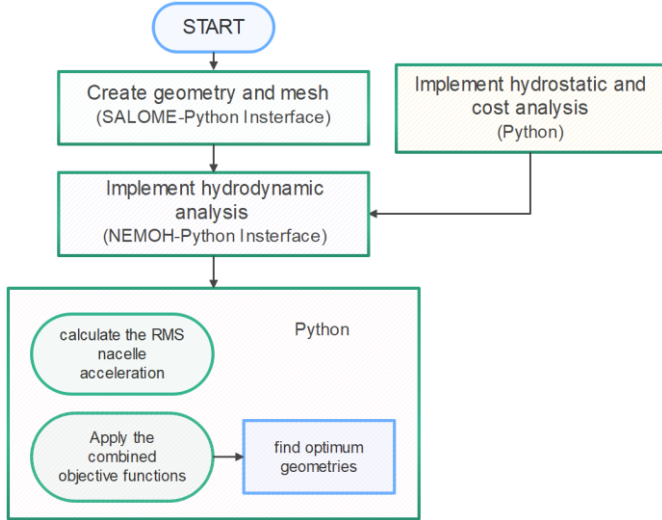 START
Create geometry and mesh
(SALOME-Python Insterface)
Implement hydrostatic and
cost analysis
(Python)
Implement hydrodynamic
analysis
(NEMOH-Python Insterface)
Python
calculate the RMS
nacelle
acceleration
Apply the
combined
objective functions
find optimum
geometries